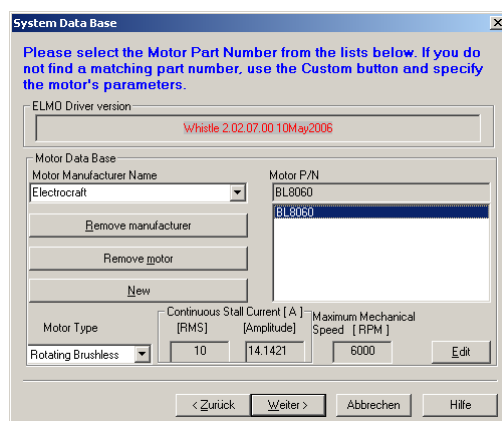 System Data Base
Please select the Motor Part Number from the lists below. If you do
not find a matching part number, use the Custom button and specify
the motor's parameters.
ELMO Driver version
Whistle 2.02.07.00 10May2006
Motor Data Base
Motor Manufacturer Name
Motor P/N
Electrocraft
BL8060
BL8060
Remove manufacturer
Remove motor
New
Motor Type
Continuous Stall Current [ A ]
[RMS]
[Amplitude]
Maximum Mechanical
Speed [ RPM ]
Rotating Brushless
10
14.1421
6000
Edit
< Zurück
Weiter >
Abbrechen
Hilfe